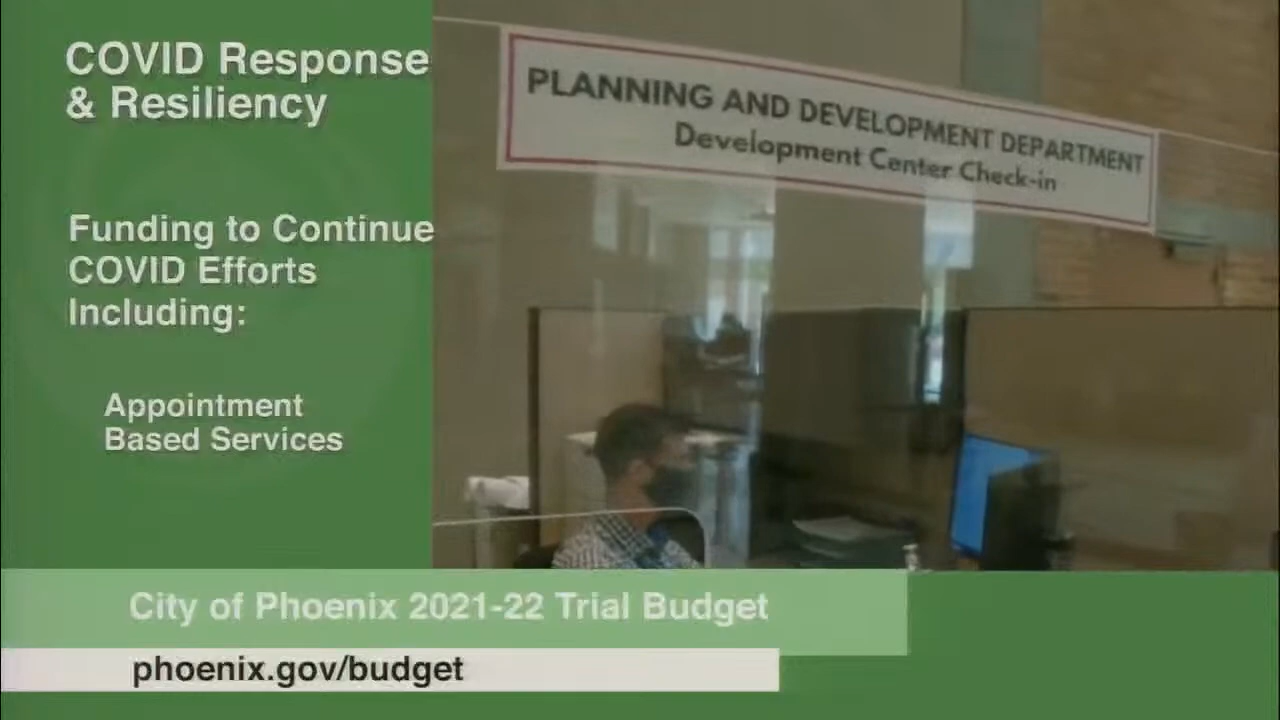 COVID Response
& Resiliency
Funding to Continue
COVID Efforts
Including:
Appointment
Based Services
PLANNING AND DEVELOPMENT DEPARTMENT
Development Center Check-in
City of Phoenix 2021-22 Trial Budget
phoenix.gov/budget